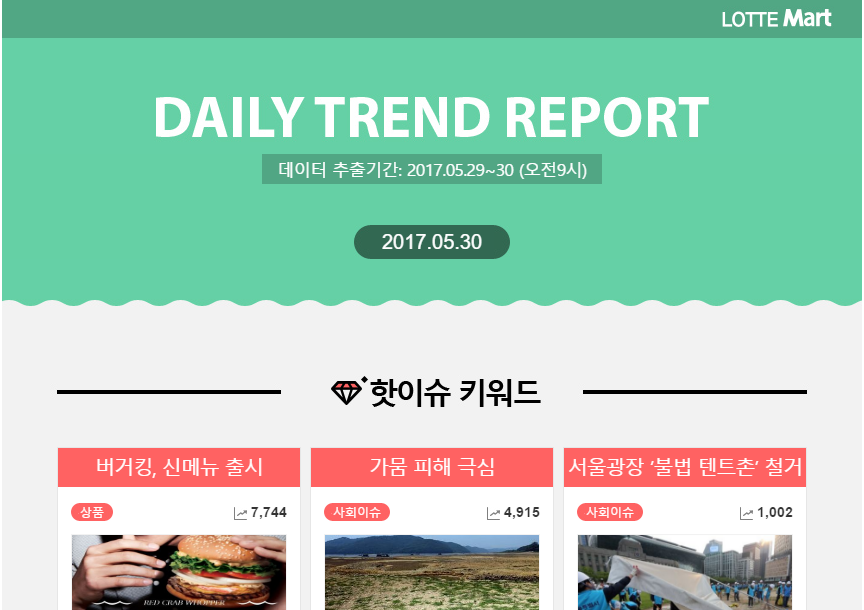 LOTTE Mart
DAILY TREND REPORT
데이터 추출기간: 2017.05.29~30 (오전9시)
2017.05.30
핫이슈 키워드
버거킹, 신메뉴 출시
가뭄 피해 극심
서울광장 ‘불법 텐트촌’ 철거
상품
7,744
사회이슈
4,915
사회이슈
1,002
RED CRAB WHOPPER